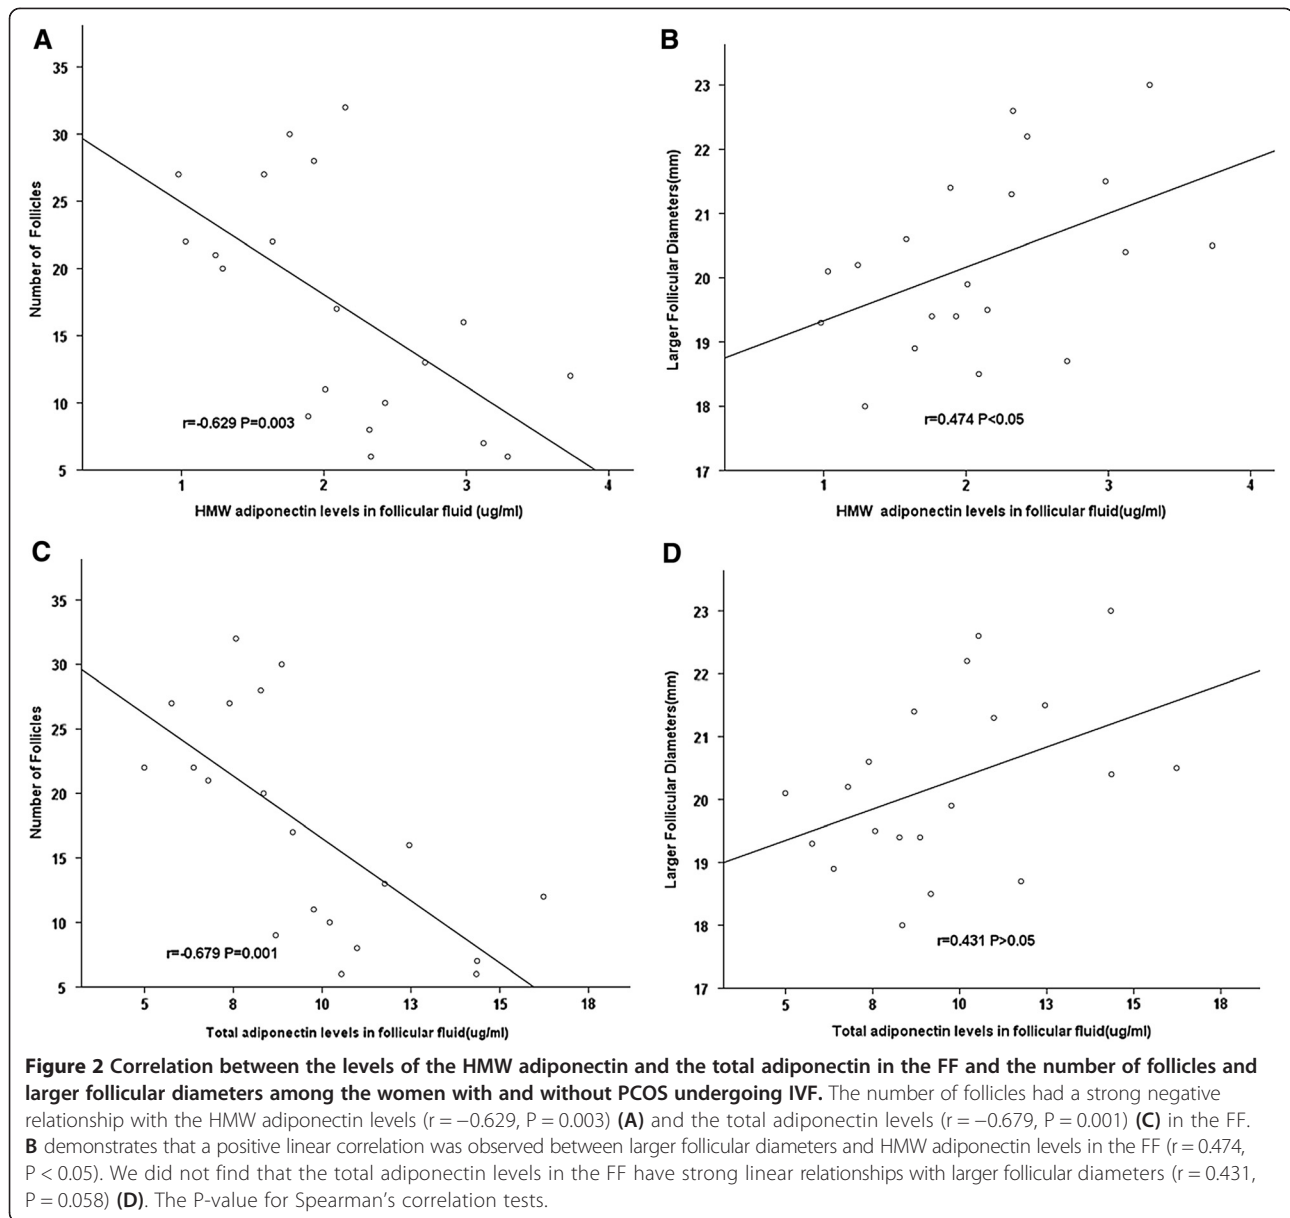 A
35
30
25
20
15
10
5
Number of Follicles
r=-0.629 P=0.003
1 2 3 4
HMW adiponectin levels in follicular fluid (ug/ml)
B
23
22
21
20
19
18
17
Larger Follicular Diameters(mm)
r=0.474 P<0.05
1 2 3 4
HMW adiponectin levels in follicular fluid(ug/ml)
C
35
30
25
20
15
10
5
Number of Follicles
r=-0.679 P=0.001
5 8 10 13 15 18
Total adiponectin levels in follicular fluid(ug/ml)
D
23
22
21
20
19
18
17
Larger Follicular Diameters(mm)
r=0.431 P>0.05
5 8 10 13 15 18
Total adiponectin levels in follicular fluid(ug/ml)
Figure 2 Correlation between the levels of the HMW adiponectin and the total adiponectin in the FF and the number of follicles and
larger follicular diameters among the women with and without PCOS undergoing IVF. The number of follicles had a strong negative
relationship with the HMW adiponectin levels (r = −0.629, P = 0.003) (A) and the total adiponectin levels (r = −0.679, P = 0.001) (C) in the FF.
B demonstrates that a positive linear correlation was observed between larger follicular diameters and HMW adiponectin levels in the FF (r = 0.474,
P < 0.05). We did not find that the total adiponectin levels in the FF have strong linear relationships with larger follicular diameters (r = 0.431,
P = 0.058) (D). The P-value for Spearman's correlation tests.